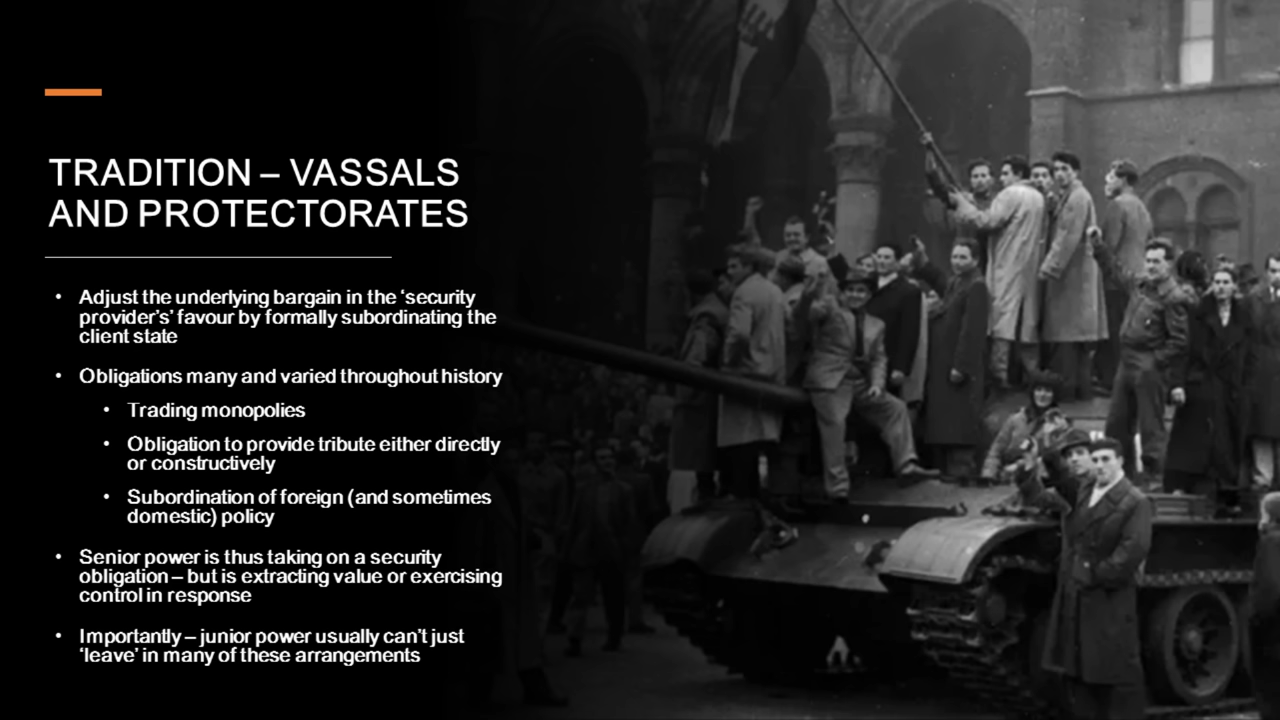 TRADITION – VASSALS
AND PROTECTORATES
• Adjust the underlying bargain in the ‘security
provider’s’ favour by formally subordinating the
client state
• Obligations many and varied throughout history
• Trading monopolies
• Obligation to provide tribute either directly
or constructively
• Subordination of foreign (and sometimes
domestic) policy
• Senior power is thus taking on a security
obligation – but is extracting value or exercising
control in response
• Importantly – junior power usually can’t just
‘leave’ in many of these arrangements